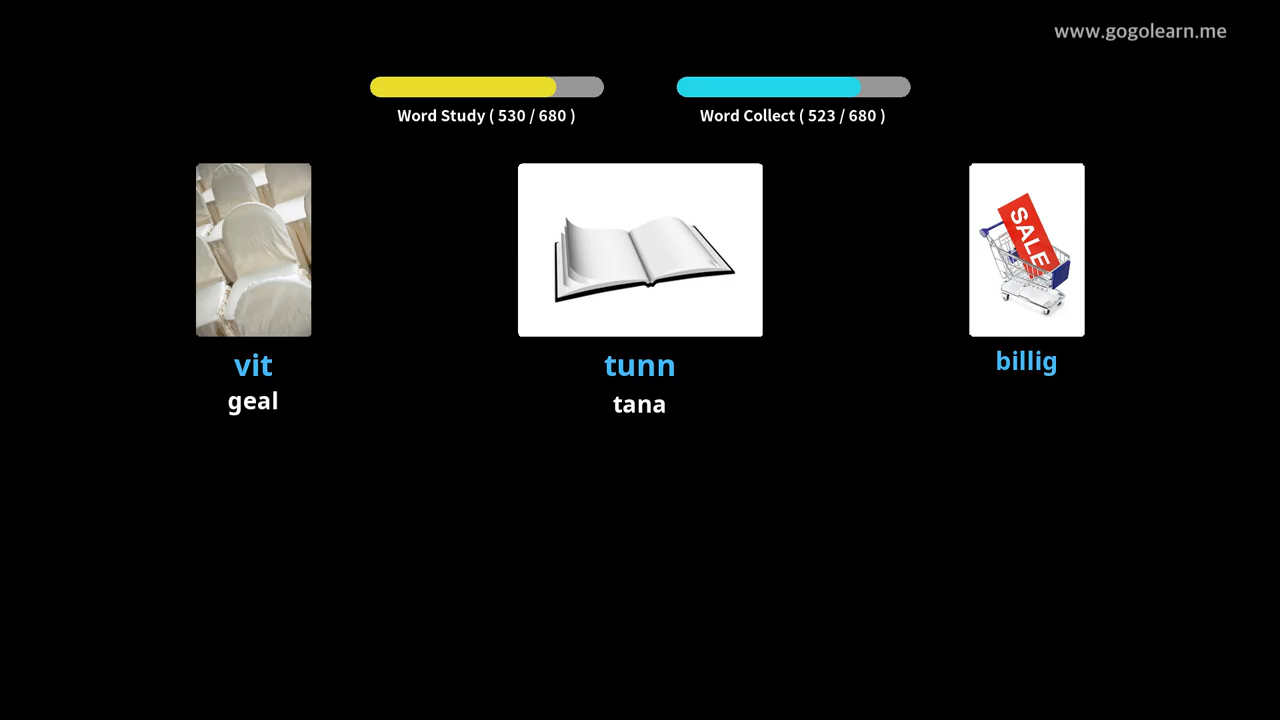 www.gogolearn.me
Word Study ( 530 / 680 )
Word Collect ( 523 / 680 )
SALE
vit
geal
tunn
tana
billig